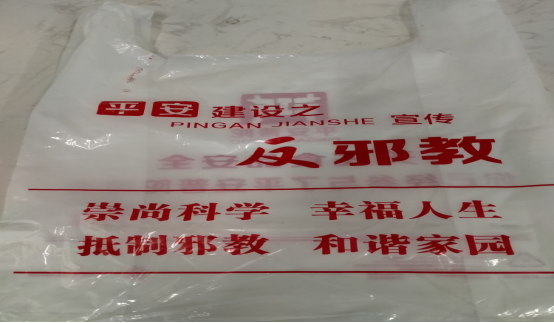 平安建设之 宣传
PINGAN JIANSHE
反邪教
崇尚科学 幸福人生
抵制邪教 和谐家园